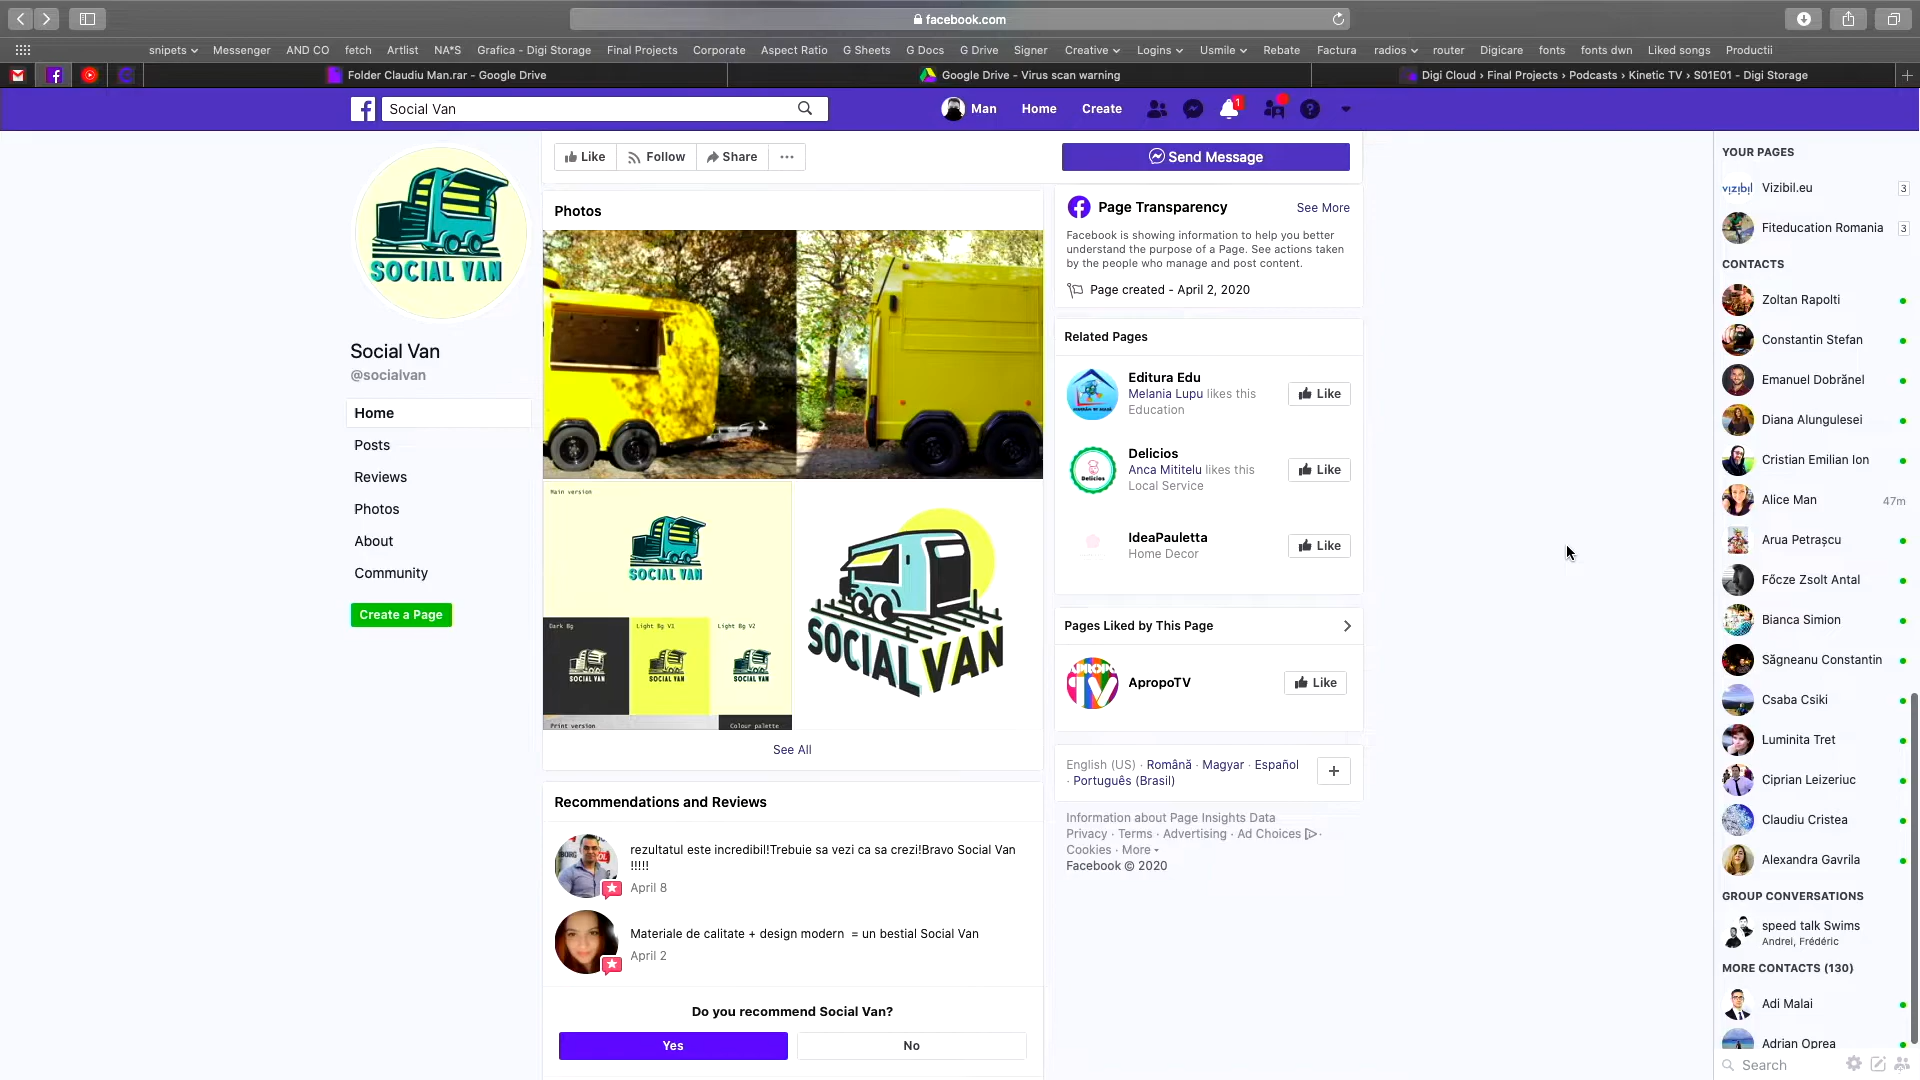 facebook.com
snipets Messenger AND CO fetch Artlist NA*S Grafica - Digi Storage Final Projects Corporate Aspect Ratio G Sheets G Docs G Drive Signer Creative Logins Usmile Rebate Factura radios router Digicare fonts fonts dwn Liked songs Productii
Folder Claudiu Man.rar - Google Drive
Google Drive - Virus scan warning
Digi Cloud › Final Projects › Podcasts › Kinetic TV › S01E01 - Digi Storage
Social Van
Man Home Create 1
SOCIAL VAN
Social Van
@socialvan
Home
Posts
Reviews
Photos
About
Community
Create a Page
Like Follow Share ...
Send Message
Photos
Main version
SOCIAL VAN
Dark Bg Light Bg V1 Light Bg V2
SOCIAL VAN SOCIAL VAN SOCIAL VAN
Print version Colour palette
SOCIAL VAN
See All
Recommendations and Reviews
rezultatul este incredibil!Trebuie sa vezi ca sa crezi!Bravo Social Van
!!!!!
April 8
Materiale de calitate + design modern = un bestial Social Van
April 2
Do you recommend Social Van?
Yes No
Page Transparency See More
Facebook is showing information to help you better
understand the purpose of a Page. See actions taken
by the people who manage and post content.
Page created - April 2, 2020
Related Pages
Editura Edu
Melania Lupu likes this
Education
Like
Delicios
Delicios
Anca Mititelu likes this
Local Service
Like
IdeaPauletta
Home Decor
Like
Pages Liked by This Page
APROPO
TV
ApropoTV
Like
English (US) · Română · Magyar · Español
· Português (Brasil)
Information about Page Insights Data
Privacy · Terms · Advertising · Ad Choices ·
Cookies · More
Facebook © 2020
YOUR PAGES
vizibil Vizibil.eu 3
Fiteducation Romania 3
CONTACTS
Zoltan Rapolti
Constantin Stefan
Emanuel Dobrănel
Diana Alungulesei
Cristian Emilian Ion
Alice Man 47m
Arua Petrașcu
Főcze Zsolt Antal
Bianca Simion
Săgneanu Constantin
Csaba Csiki
Luminita Tret
Ciprian Leizeriuc
Claudiu Cristea
Alexandra Gavrila
GROUP CONVERSATIONS
speed talk Swims
Andrei, Frédéric
MORE CONTACTS (130)
Adi Malai
Adrian Oprea
Search